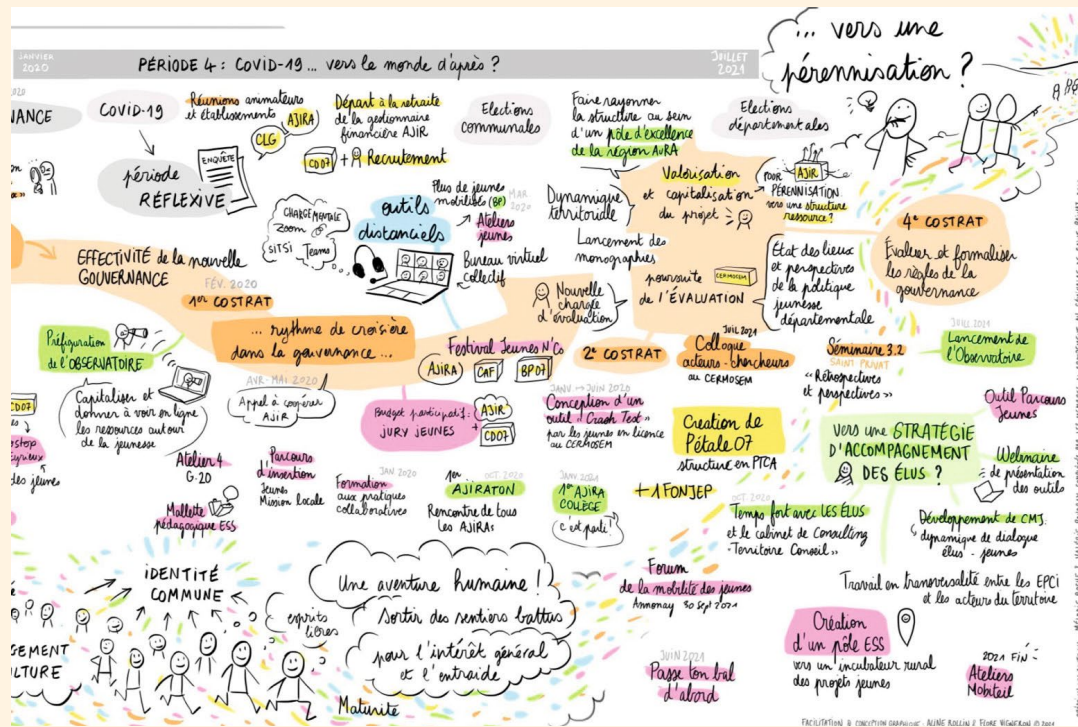 JANVIER
2020
PÉRIODE 4 : COVID-19... vers le monde d'après ?
JUILLET
2021
... vers une
pérennisation ?
2020
NANCE
COVID-19
période
RÉFLEXIVE
ENQUÊTE
Réunions animateurs
et établissements
AJIRA
CLG
Départ à la retraite
de la gestionnaire
financière AJIR
CD07
+ Recrutement
Elections
communales
Faire rayonner
la structure au sein
d'un pôle d'excellence
de la région AURA
Elections
départementales
Valorisation
et capitalisation
du projet
POUR
AJIR
PÉRENNISATION
vers une structure
ressource ?
Dynamique
territoriale
Lancement des
monographies
Plus de jeunes
mobilisés (BP)
MAR
2020
Ateliers
jeunes
outils
distanciels
CHARGE MENTALE
Zoom
SITSI Teams
Bureau virtuel
collectif
EFFECTIVITÉ de la nouvelle
GOUVERNANCE
FÉV. 2020
1er COSTRAT
... rythme de croisière
dans la gouvernance ...
Nouvelle
chargée
d'évaluation
poursuite
de l'ÉVALUATION
CERMOSEM
État des lieux
et perspectives
de la politique
jeunesse
départementale
4e COSTRAT
Évaluer et formaliser
les règles de la
gouvernance
Préfiguration
de l'OBSERVATOIRE
Capitaliser et
donner à voir en ligne
les ressources autour
de la jeunesse
AVR-MAI 2020
Appel à coopérer
AJIR
Festival Jeunes N'Co
AJIRA
CAF
BP07
Budget participatif :
JURY JEUNES
AJIR
+
CD07
2e COSTRAT
JUIL 2021
Colloque
acteurs-chercheurs
au CERMOSEM
Séminaire 3.2
SAINT PRIVAT
"Rétrospectives
et perspectives"
JUILL 2021
Lancement de
l'Observatoire
JANV → JUIN 2020
Conception d'un
outil "Crash Test"
par les jeunes en licence
au CERMOSEM
Création de
Pétale 07
structure en PTCA
+1 FONJEP
vers une STRATÉGIE
D'ACCOMPAGNEMENT
DES ÉLUS ?
Outil Parcours
Jeunes
Webinaire
de présentation
des outils
Développement de CMJ
dynamique de dialogue
élus - jeunes
Travail en transversalité entre les EPCI
et les acteurs du territoire
CD07
des jeunes
Atelier 4
G.20
Mallette
pédagogique ESS
Parcours
d'insertion
Jeunes
Mission Locale
JAN 2020
Formation
aux pratiques
collaboratives
OCT. 2020
1er
AJIRATON
Rencontre de tous
les AJIRAs
JANV. 2021
1er AJIRA
COLLÈGE
c'est parti !
OCT. 2020
Temps fort avec LES ÉLUS
et le cabinet de Consulting
"Territoire Conseil"
Forum
de la mobilité des jeunes
Annonay 30 Sept 2021
JUIN 2021
Passe ton bal
d'abord
Création
d'un pôle ESS
vers un incubateur rural
des projets jeunes
2021 FIN
Ateliers
Mobitail
IDENTITÉ
COMMUNE
esprits
libres
Une aventure humaine !
Sortir des sentiers battus
pour l'intérêt général
et l'entraide
Maturité
GEMENT
ULTURE
FACILITATION & CONCEPTION GRAPHIQUE : ALINE ROLLIN & FLORE VIGNERON © 2021